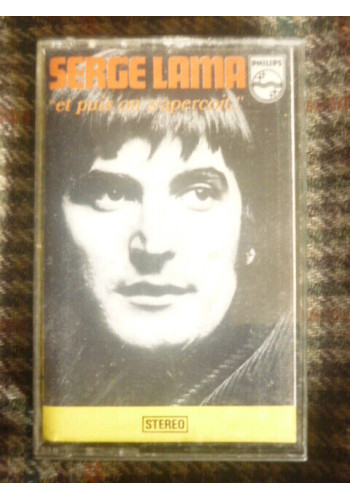 SERGE LAMA
PHILIPS
"et puis on s'aperçoit"
STEREO